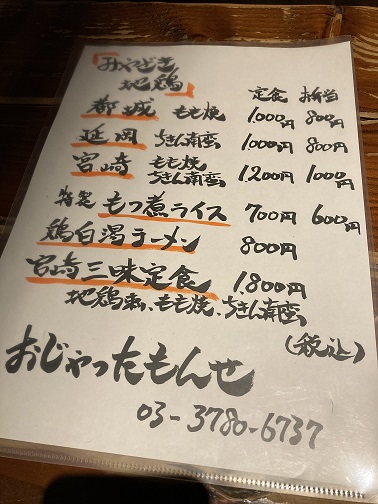 「みやざき
地鶏」
定食 お弁当
都城 もも焼 1000円 800円
延岡 ちきん南蛮 1000円 800円
宮崎 もも焼
ちきん南蛮 1200円 1000円
特製 もつ煮ライス 700円 600円
鶏白湯ラーメン 800円
宮崎三昧定食 1800円
地鶏刺、もも焼、ちきん南蛮
(税込)
おじゃったもんせ
03-3780-6737